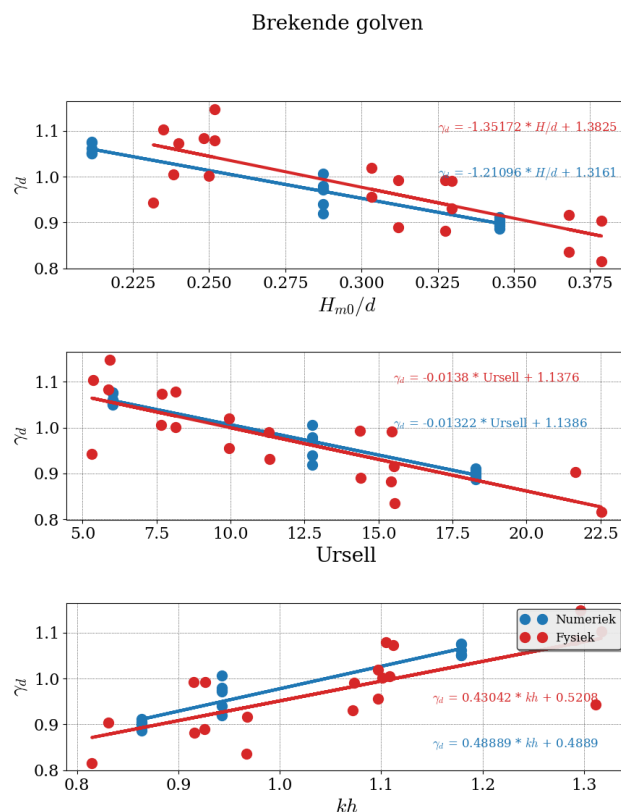 Brekende golven
1.1
1.0
0.9
0.8
γd
γd = -1.35172 * H/d + 1.3825
γd = -1.21096 * H/d + 1.3161
0.225 0.250 0.275 0.300 0.325 0.350 0.375
Hm0/d
1.1
1.0
0.9
0.8
γd
γd = -0.0138 * Ursell + 1.1376
γd = -0.01322 * Ursell + 1.1386
5.0 7.5 10.0 12.5 15.0 17.5 20.0 22.5
Ursell
1.1
1.0
0.9
0.8
γd
Numeriek
Fysiek
γd = 0.43042 * kh + 0.5208
γd = 0.48889 * kh + 0.4889
0.8 0.9 1.0 1.1 1.2 1.3
kh